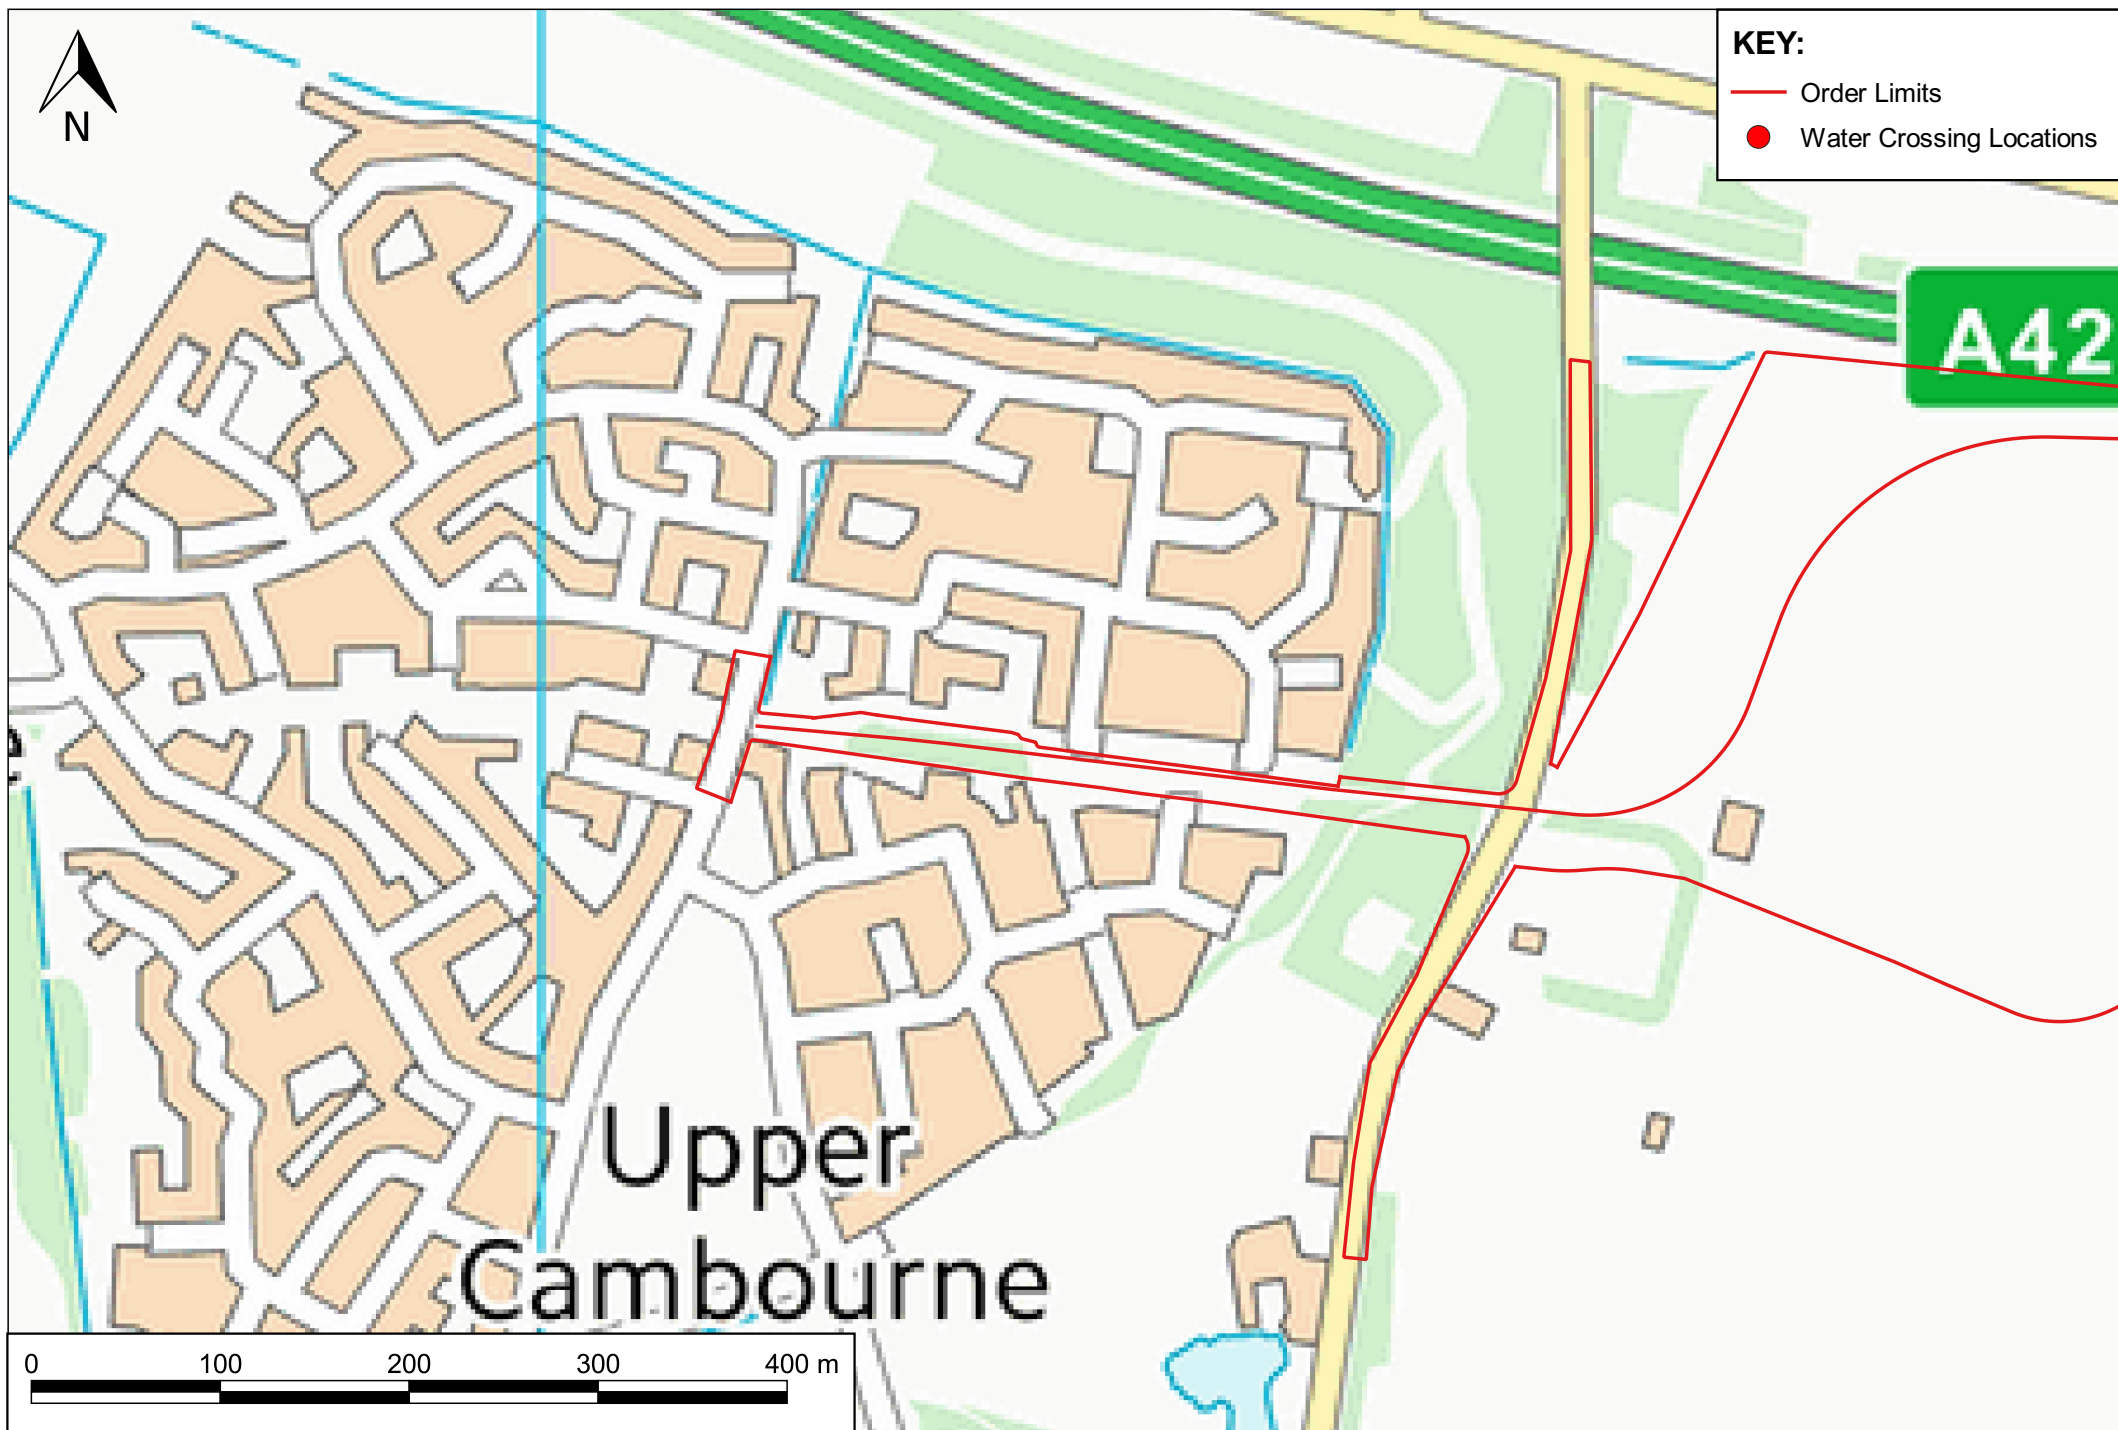 N
KEY:
Order Limits
Water Crossing Locations
A42
e
Upper
Cambourne
0 100 200 300 400 m